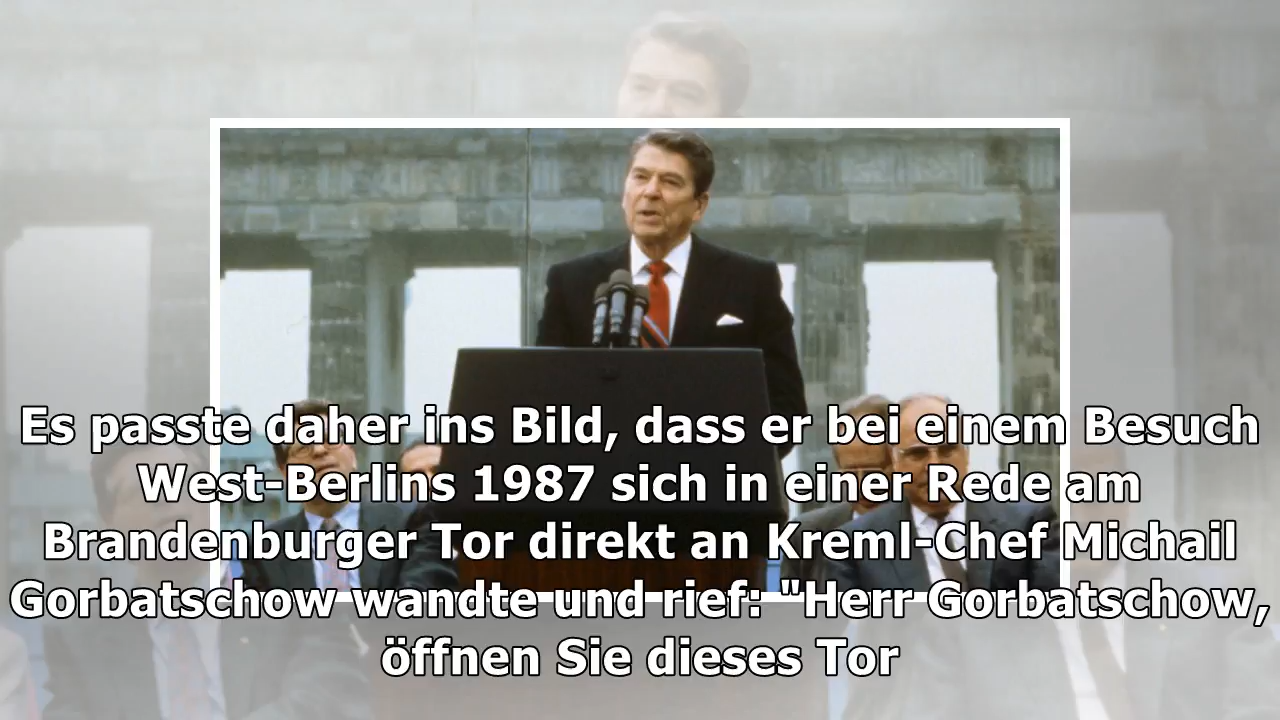 Es passte daher ins Bild, dass er bei einem Besuch
West-Berlins 1987 sich in einer Rede am
Brandenburger Tor direkt an Kreml-Chef Michail
Gorbatschow wandte und rief: "Herr Gorbatschow,
öffnen Sie dieses Tor